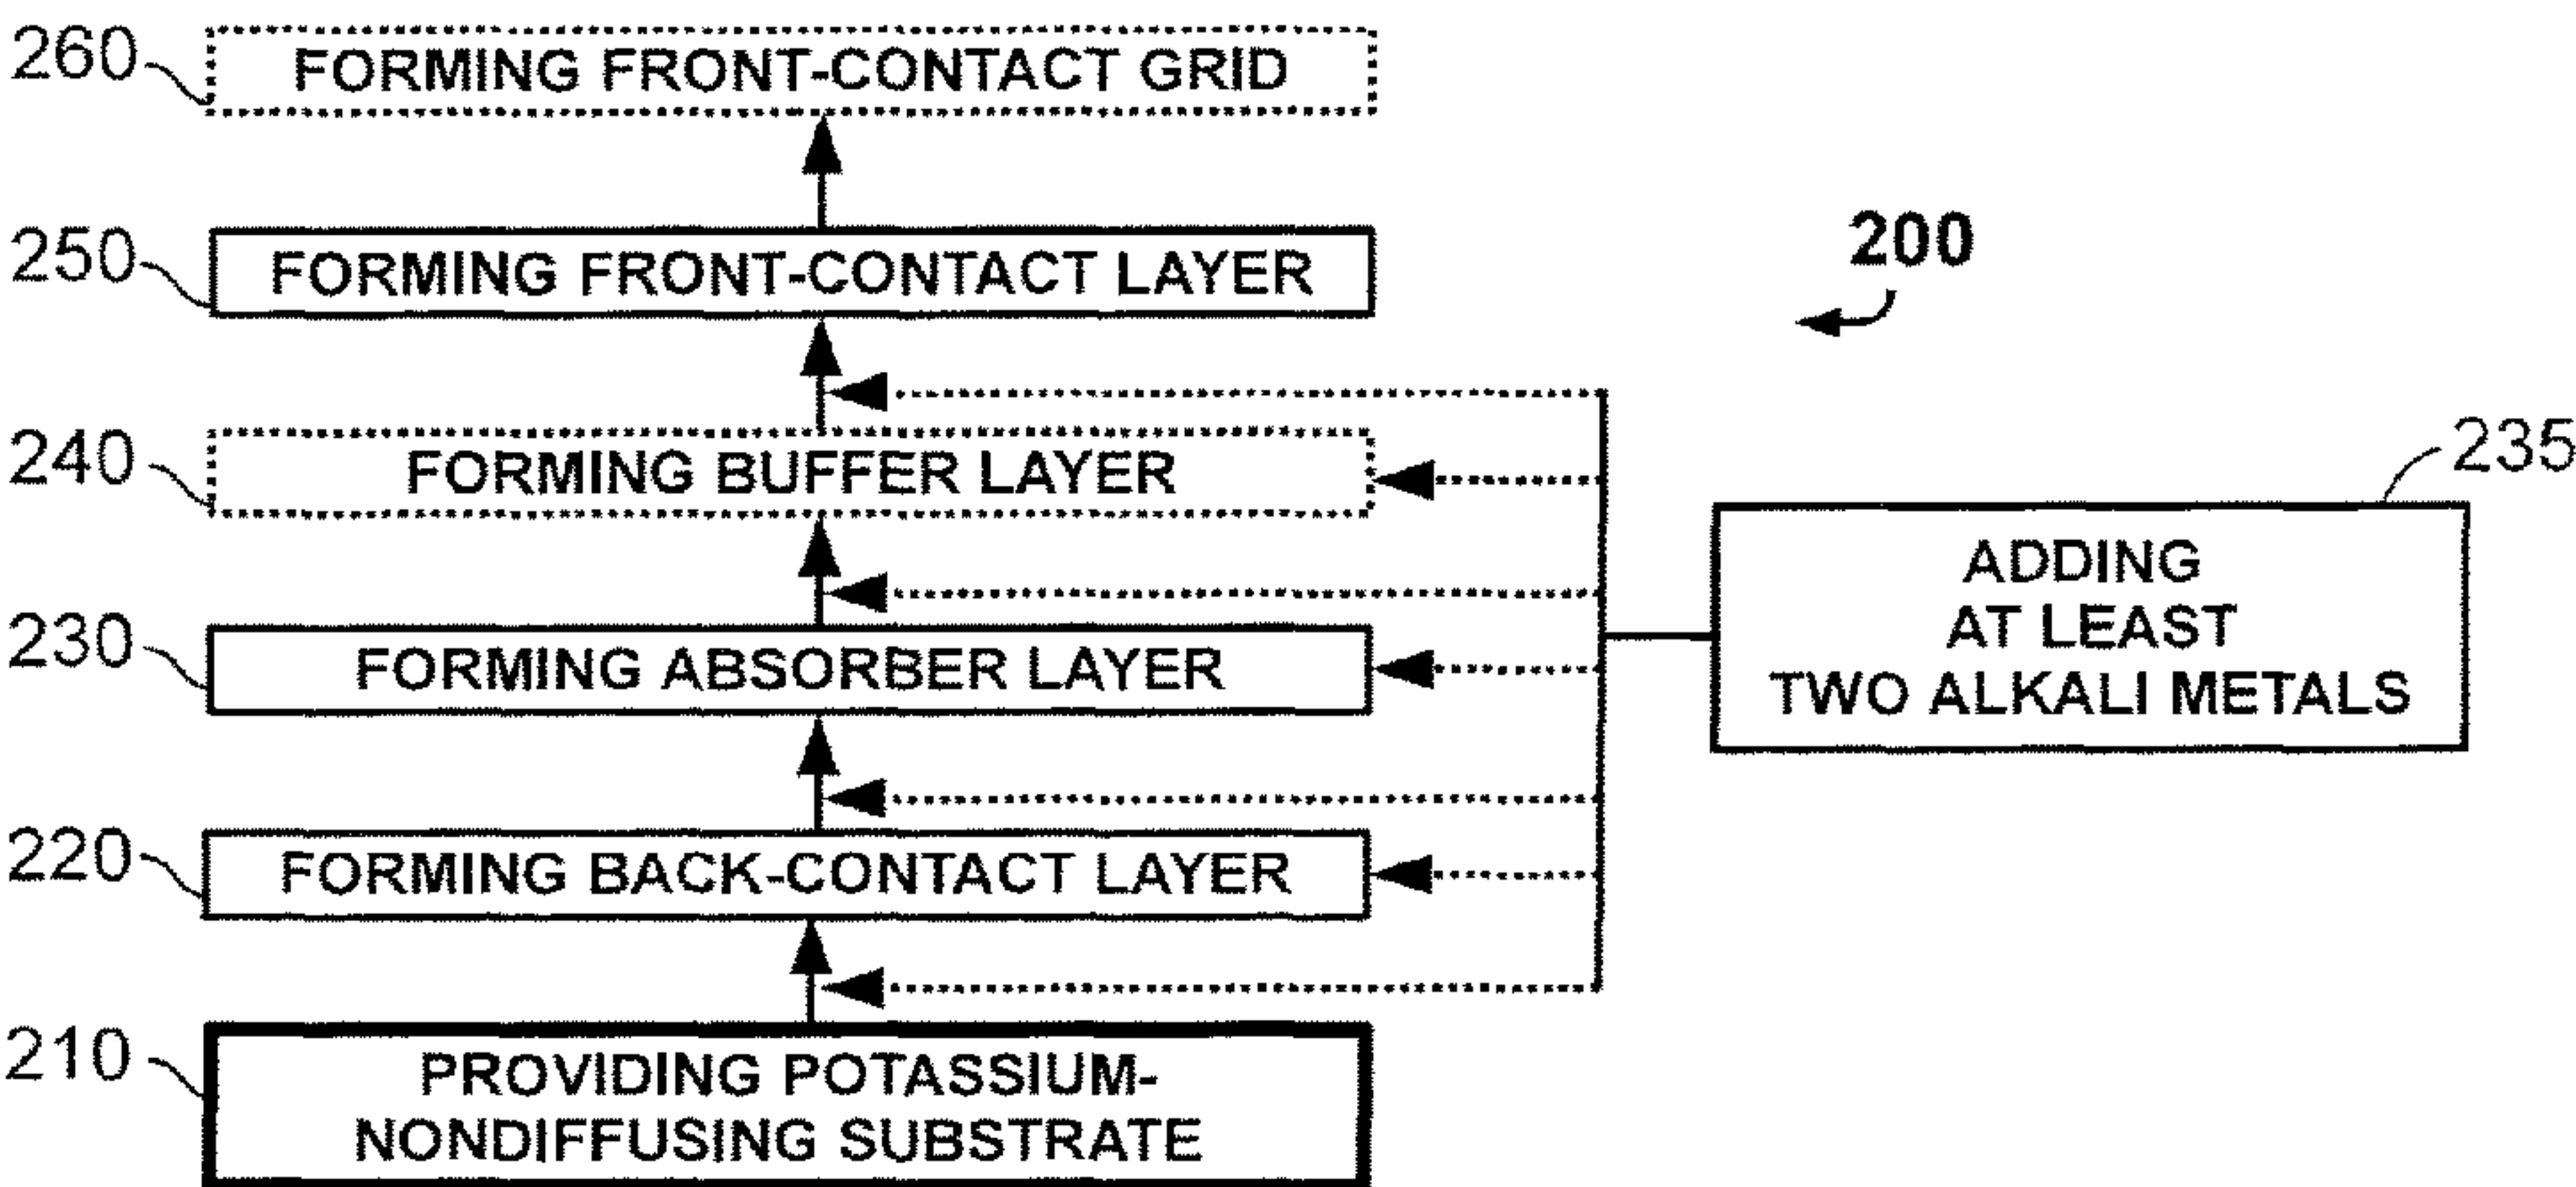 260
FORMING FRONT-CONTACT GRID
250
FORMING FRONT-CONTACT LAYER
200
240
FORMING BUFFER LAYER
235
ADDING
AT LEAST
TWO ALKALI METALS
230
FORMING ABSORBER LAYER
220
FORMING BACK-CONTACT LAYER
210
PROVIDING POTASSIUM-
NONDIFFUSING SUBSTRATE